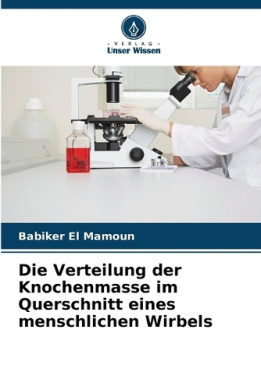 VERLAG
Unser Wissen
Babiker El Mamoun
Die Verteilung der
Knochenmasse im
Querschnitt eines
menschlichen Wirbels